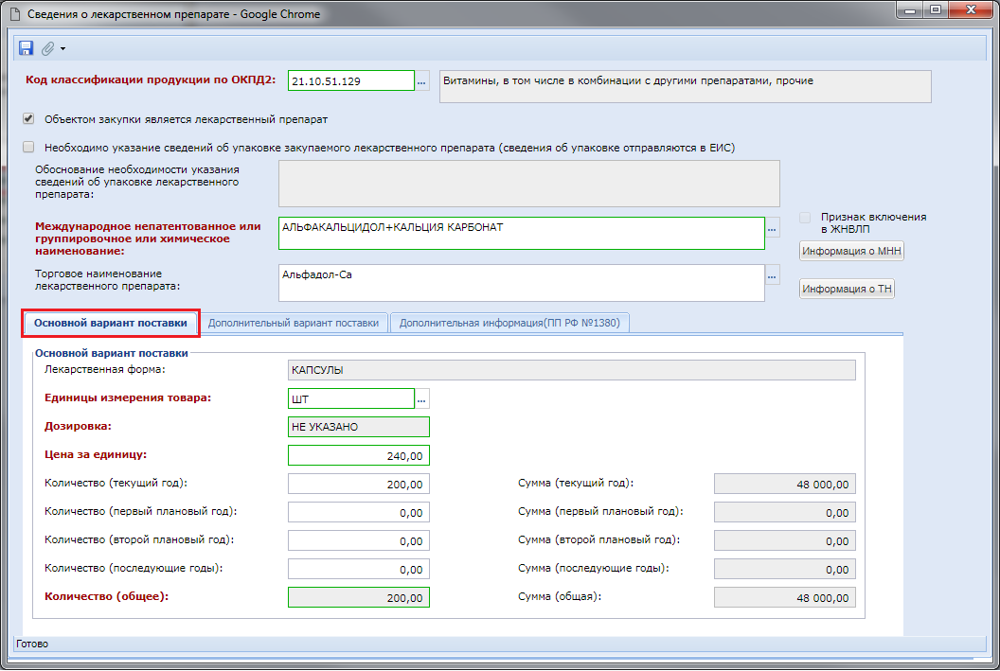 Сведения о лекарственном препарате - Google Chrome
Код классификации продукции по ОКПД2: 21.10.51.129 ... Витамины, в том числе в комбинации с другими препаратами, прочие
Объектом закупки является лекарственный препарат
Необходимо указание сведений об упаковке закупаемого лекарственного препарата (сведения об упаковке отправляются в ЕИС)
Обоснование необходимости указания
сведений об упаковке лекарственного
препарата:
Международное непатентованное или
группировочное или химическое
наименование:
АЛЬФАКАЛЬЦИДОЛ+КАЛЬЦИЯ КАРБОНАТ ...
Признак включения
в ЖНВЛП
Информация о МНН
Торговое наименование
лекарственного препарата:
Альфадол-Са ...
Информация о ТН
Основной вариант поставки Дополнительный вариант поставки Дополнительная информация(ПП РФ №1380)
Основной вариант поставки
Лекарственная форма: КАПСУЛЫ
Единицы измерения товара: ШТ ...
Дозировка: НЕ УКАЗАНО
Цена за единицу: 240,00
Количество (текущий год): 200,00 Сумма (текущий год): 48 000,00
Количество (первый плановый год): 0,00 Сумма (первый плановый год): 0,00
Количество (второй плановый год): 0,00 Сумма (второй плановый год): 0,00
Количество (последующие годы): 0,00 Сумма (последующие годы): 0,00
Количество (общее): 200,00 Сумма (общая): 48 000,00
Готово